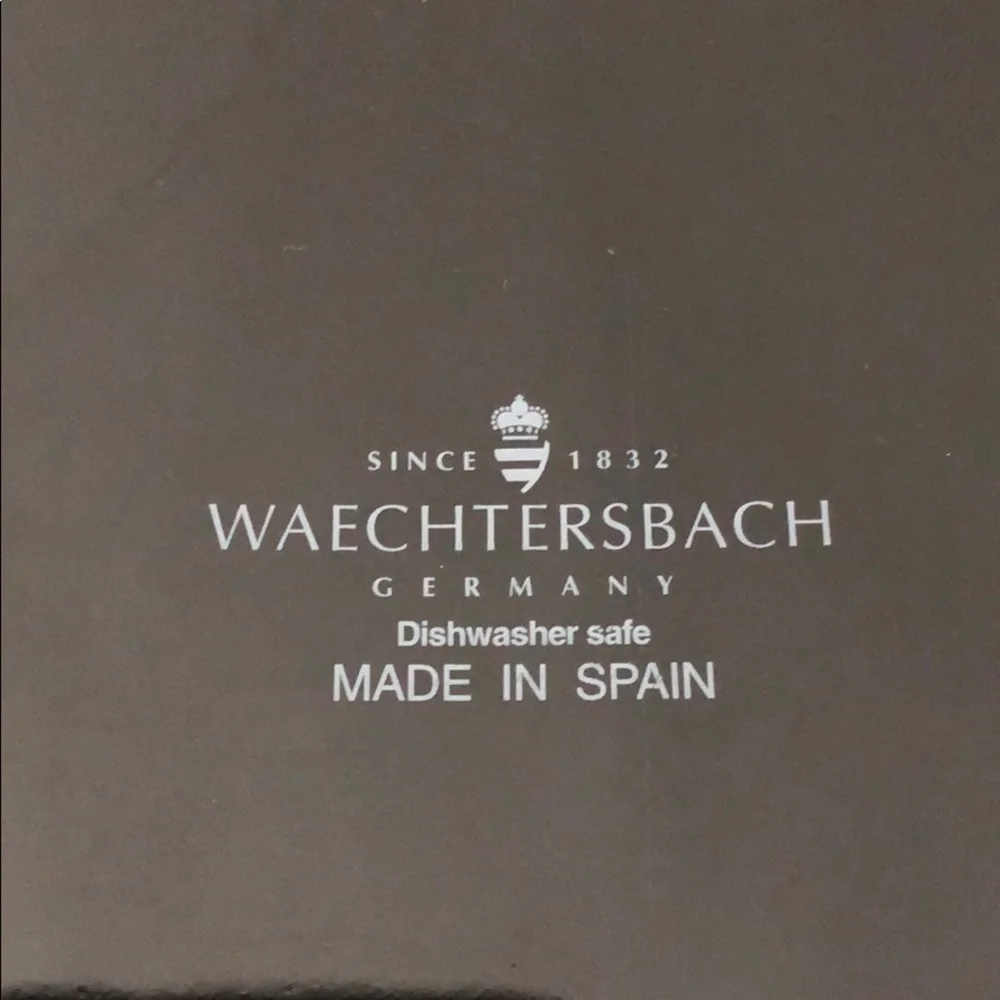 SINCE 1832
WAECHTERSBACH
GERMANY
Dishwasher safe
MADE IN SPAIN